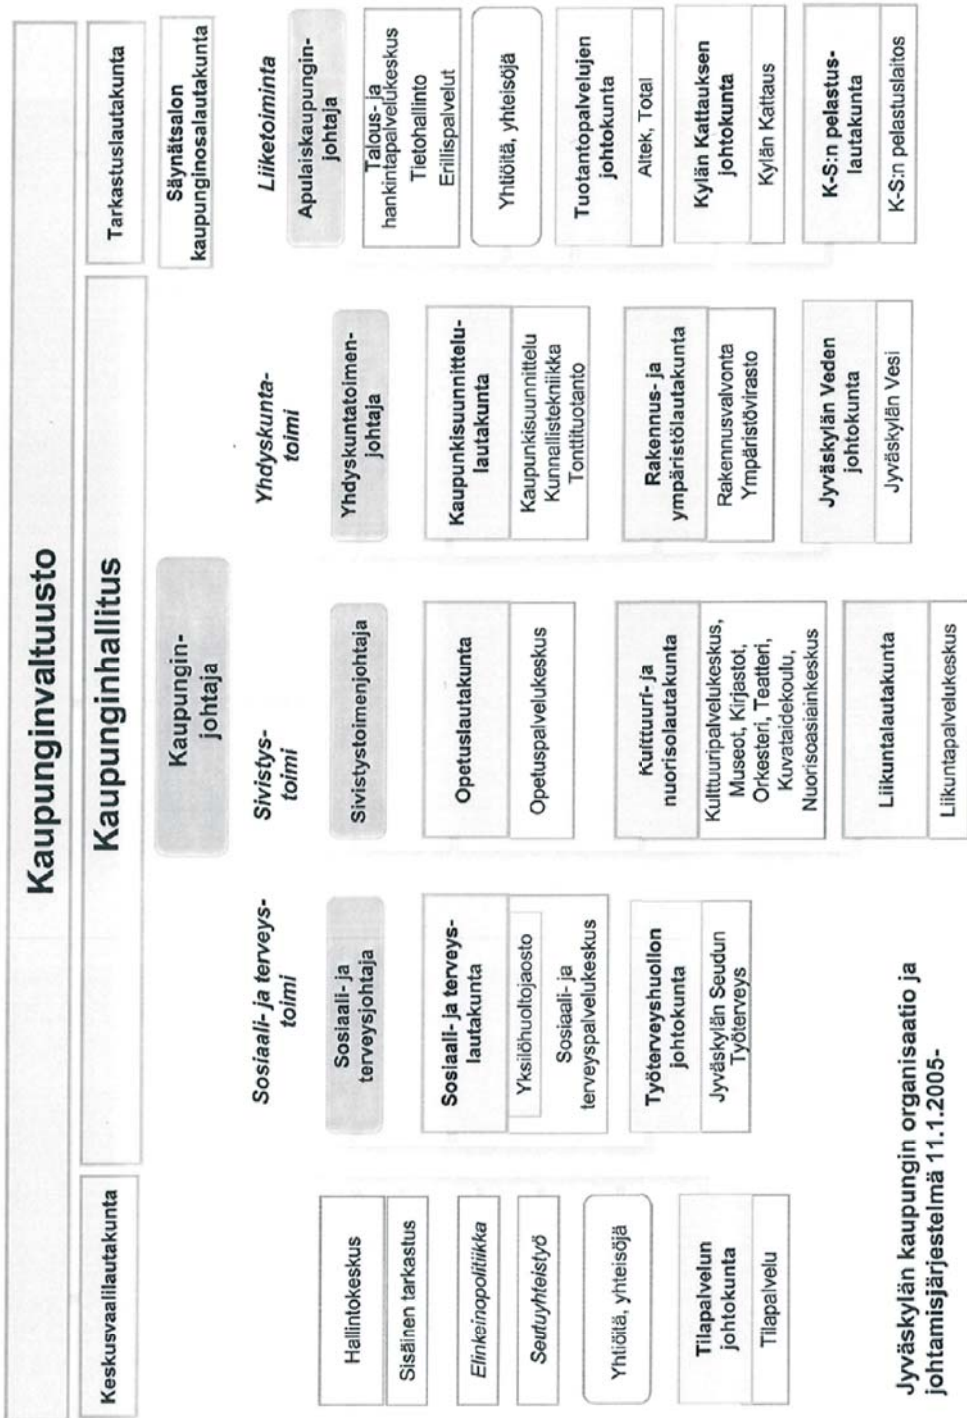 Kaupunginvaltuusto
Keskusvaalilautakunta
Kaupunginhallitus
Tarkastuslautakunta
Kaupungin-
johtaja
Säynätsalon
kaupunginosalautakunta
Hallintokeskus
Sisäinen tarkastus
Elinkeinopolitiikka
Seutuyhteistyö
Yhtiöitä, yhteisöjä
Tilapalvelun
johtokunta
Tilapalvelu
Sosiaali- ja terveys-
toimi
Sosiaali- ja
terveysjohtaja
Sosiaali- ja terveys-
lautakunta
Yksilöhuoltojaosto
Sosiaali- ja
terveyspalvelukeskus
Työterveyshuollon
johtokunta
Jyväskylän Seudun
Työterveys
Sivistys-
toimi
Sivistystoimenjohtaja
Opetuslautakunta
Opetuspalvelukeskus
Kulttuuri- ja
nuorisolautakunta
Kulttuuripalvelukeskus,
Museot, Kirjastot,
Orkesteri, Teatteri,
Kuvataidekoulu,
Nuorisoasiainkeskus
Liikuntalautakunta
Liikuntapalvelukeskus
Yhdyskunta-
toimi
Yhdyskuntatoimen-
johtaja
Kaupunkisuunnittelu-
lautakunta
Kaupunkisuunnittelu
Kunnallistekniikka
Tonttituotanto
Rakennus- ja
ympäristölautakunta
Rakennusvalvonta
Ympäristövirasto
Jyväskylän Veden
johtokunta
Jyväskylän Vesi
Liiketoiminta
Apulaiskaupungin-
johtaja
Talous- ja
hankintapalvelukeskus
Tietohallinto
Erillispalvelut
Yhtiöitä, yhteisöjä
Tuotantopalvelujen
johtokunta
Altek, Total
Kylän Kattauksen
johtokunta
Kylän Kattaus
K-S:n pelastus-
lautakunta
K-S:n pelastuslaitos
Jyväskylän kaupungin organisaatio ja
johtamisjärjestelmä 11.1.2005-